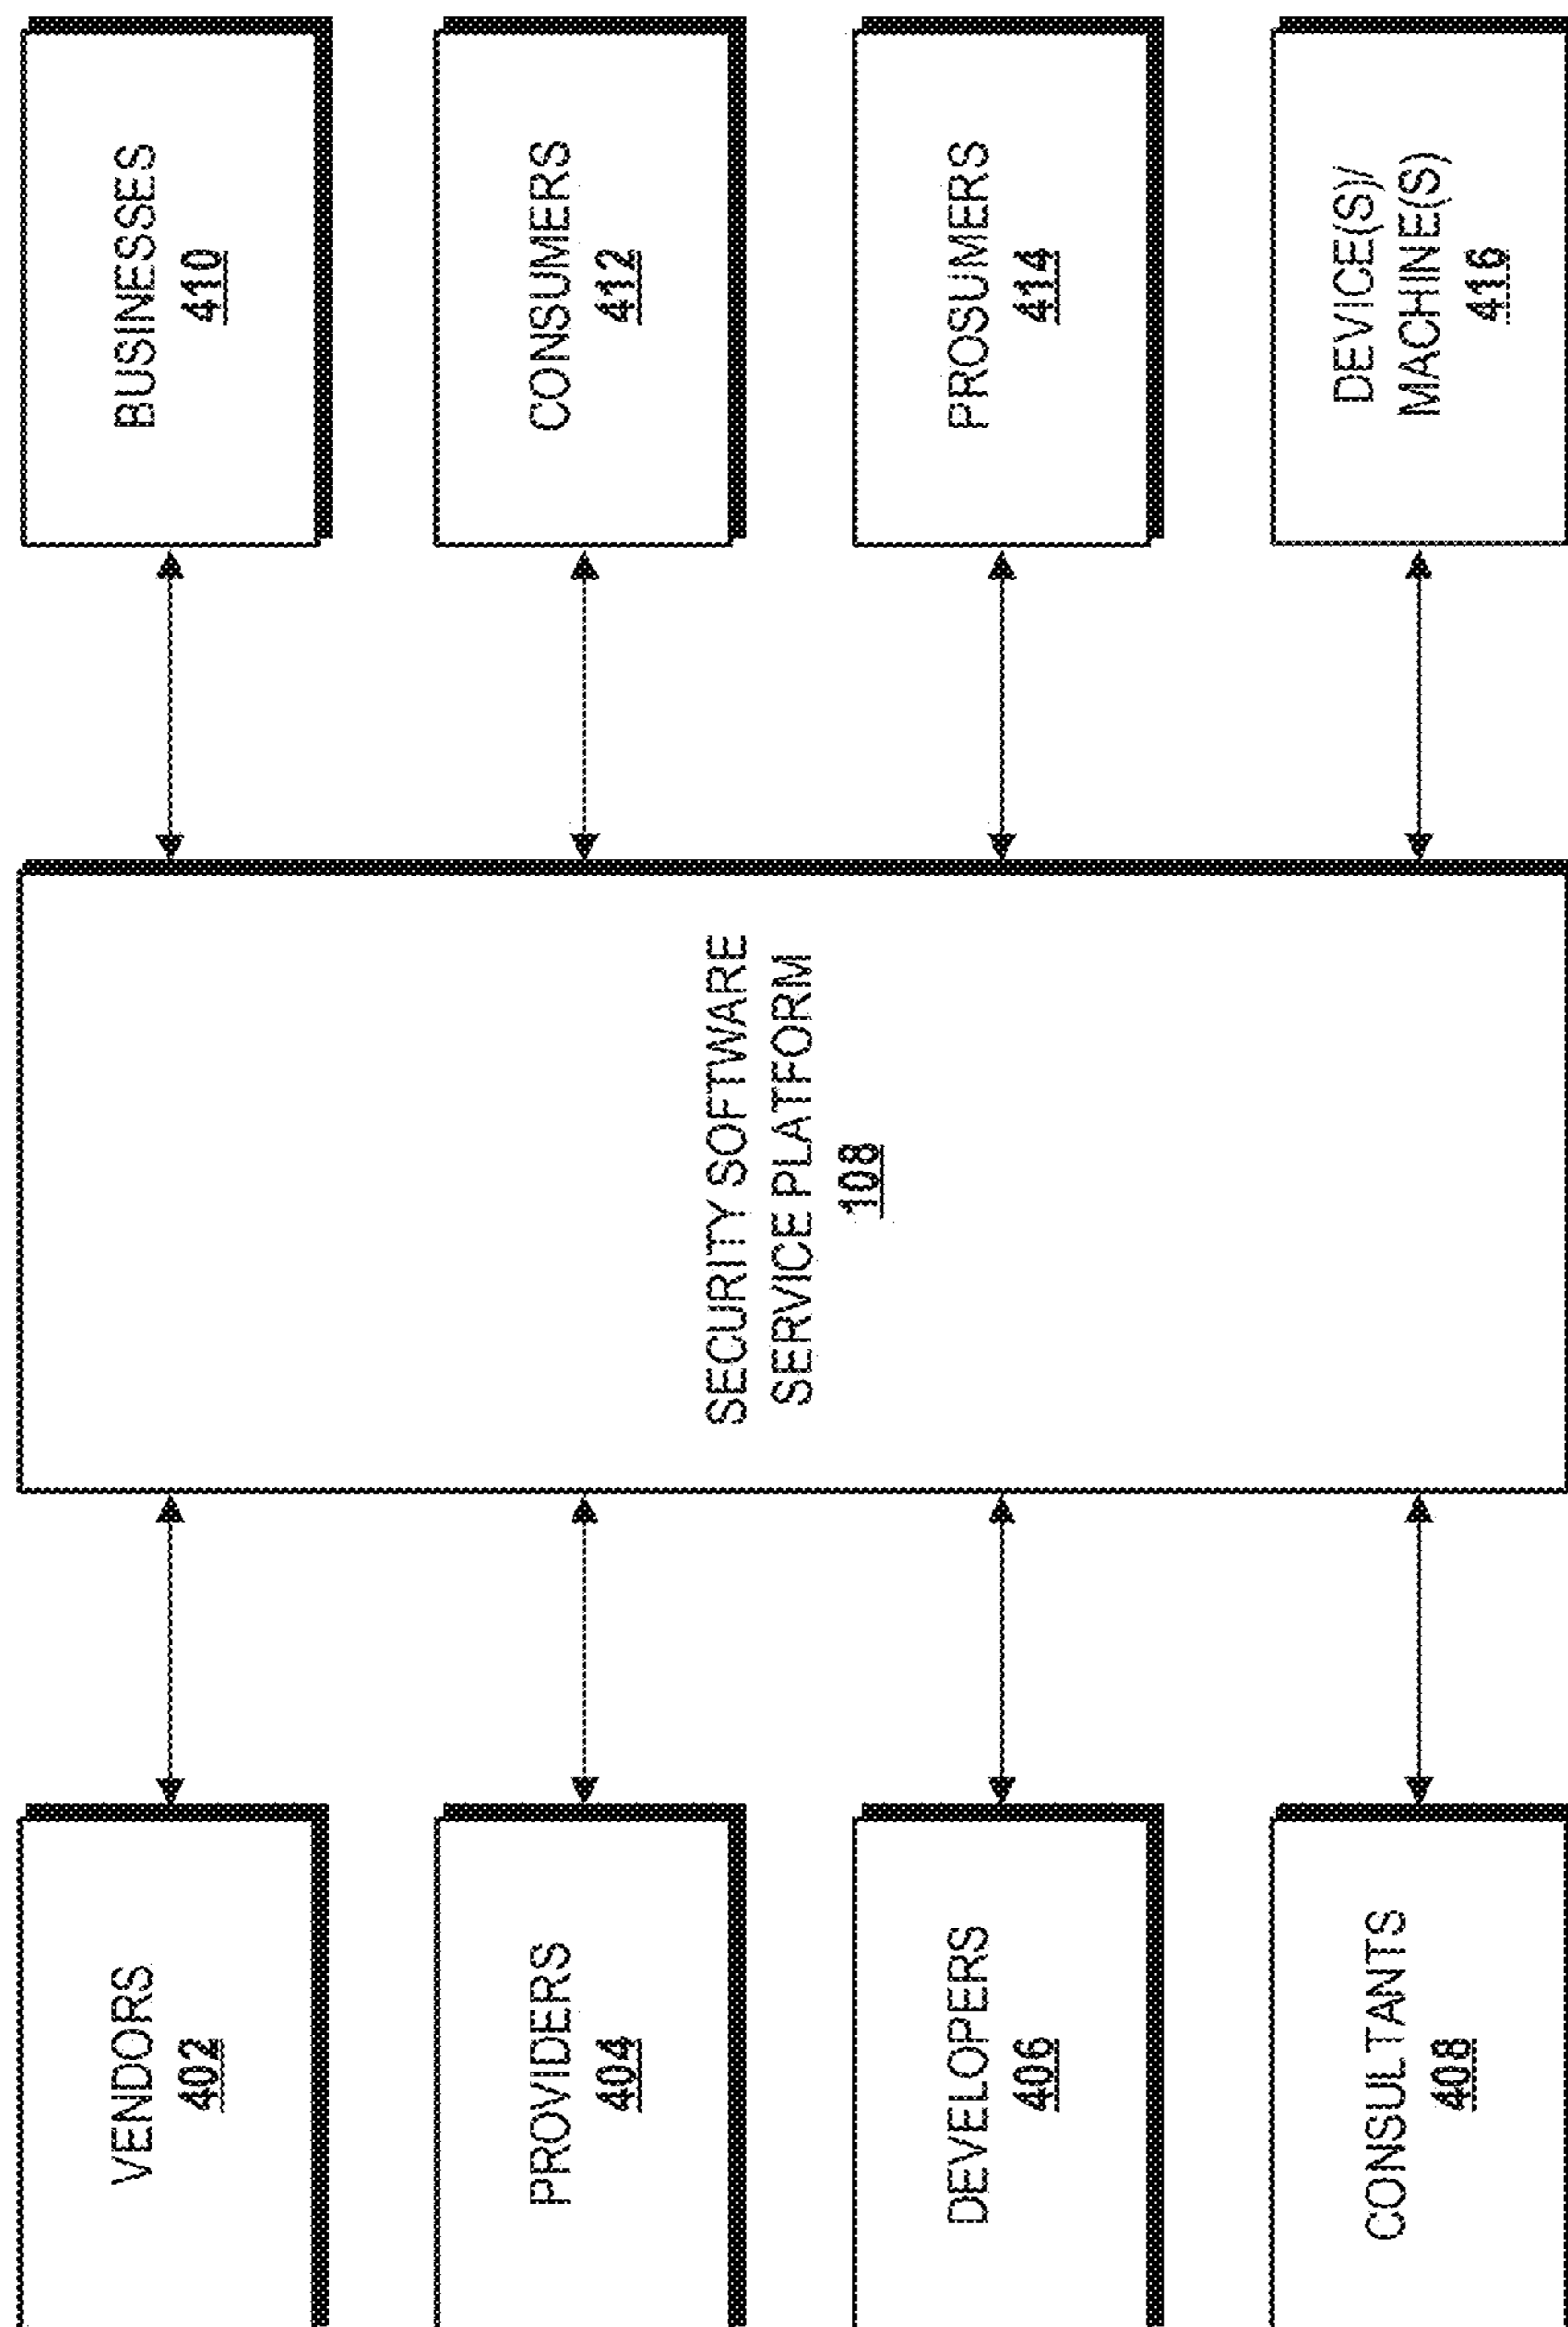 VENDORS
402
PROVIDERS
404
DEVELOPERS
406
CONSULTANTS
408
SECURITY SOFTWARE
SERVICE PLATFORM
108
BUSINESSES
410
CONSUMERS
412
PROSUMERS
414
DEVICE(S)/
MACHINE(S)
416